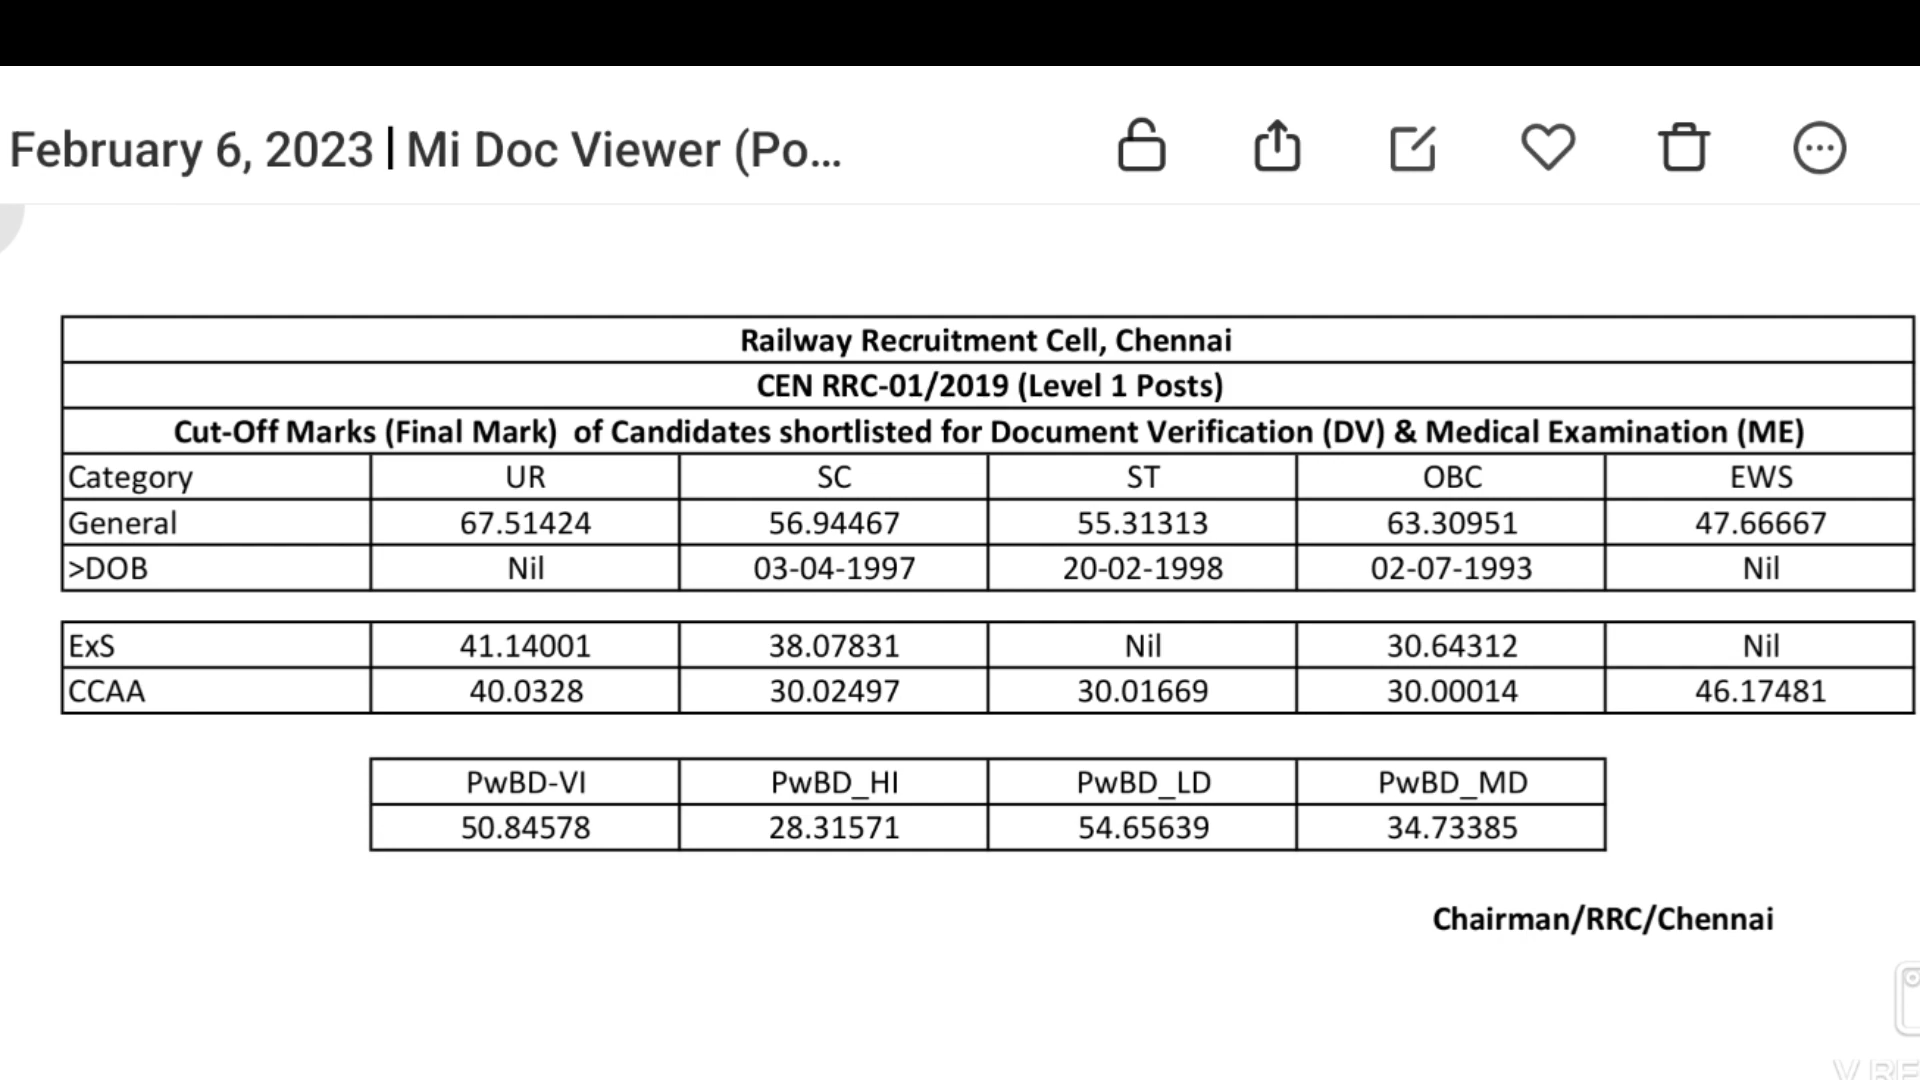 February 6, 2023 | Mi Doc Viewer (Po...
Railway Recruitment Cell, Chennai
CEN RRC-01/2019 (Level 1 Posts)
Cut-Off Marks (Final Mark) of Candidates shortlisted for Document Verification (DV) & Medical Examination (ME)
Category UR SC ST OBC EWS
General 67.51424 56.94467 55.31313 63.30951 47.66667
>DOB Nil 03-04-1997 20-02-1998 02-07-1993 Nil
ExS 41.14001 38.07831 Nil 30.64312 Nil
CCAA 40.0328 30.02497 30.01669 30.00014 46.17481
PwBD-VI PwBD_HI PwBD_LD PwBD_MD
50.84578 28.31571 54.65639 34.73385
Chairman/RRC/Chennai